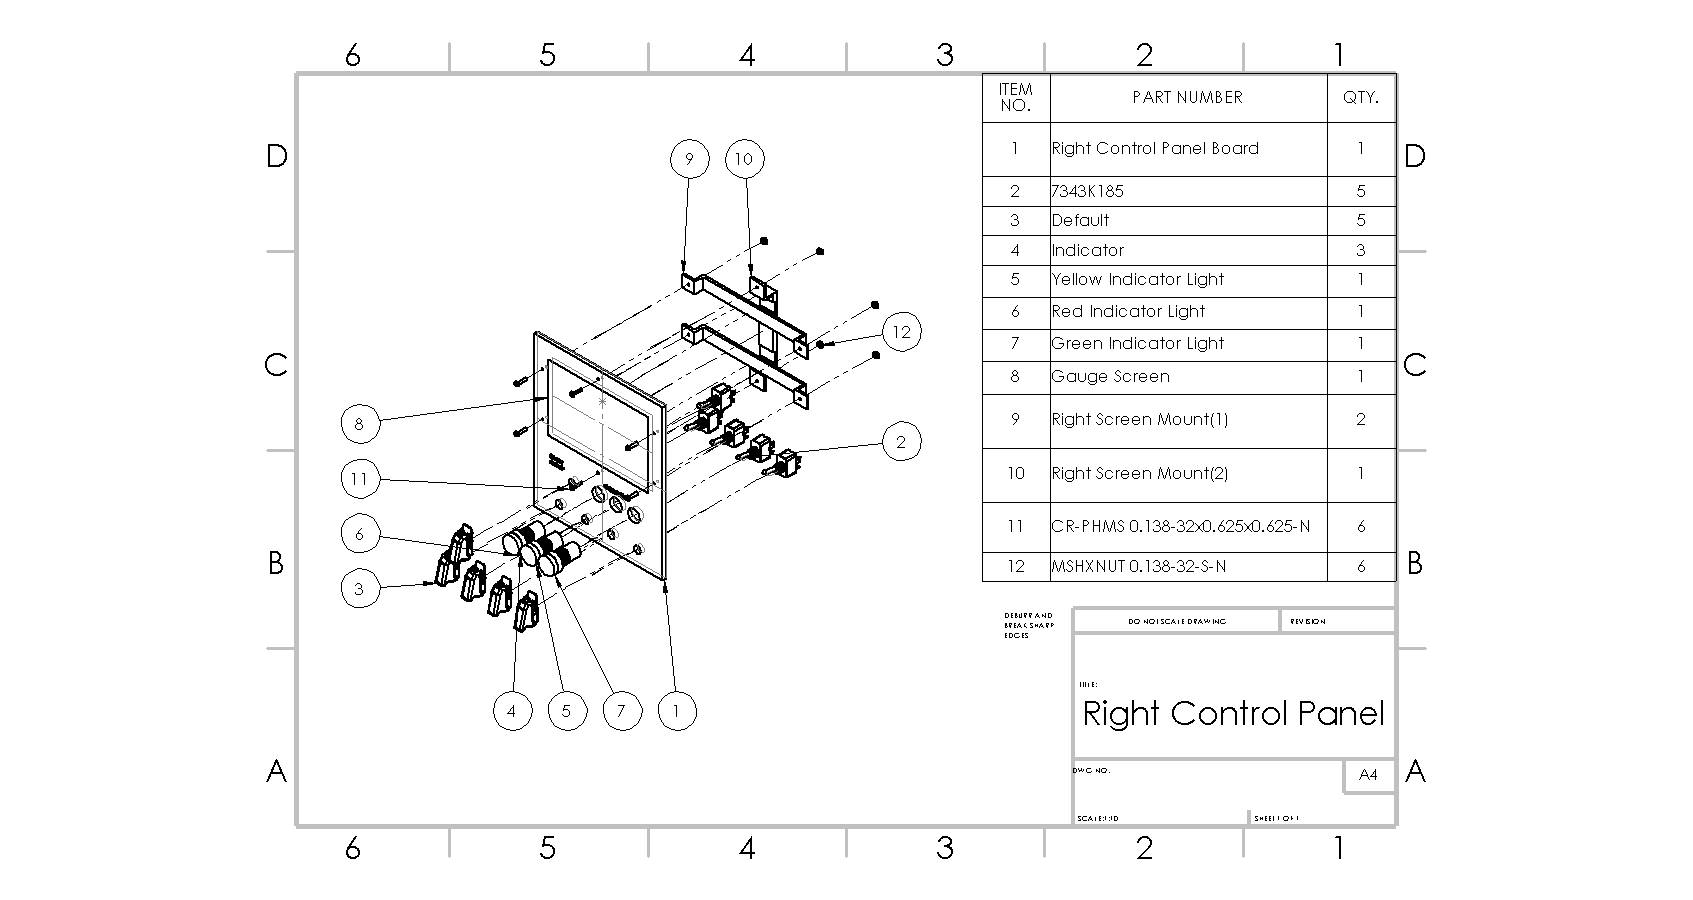 6 5 4 3 2 1
ITEM NO. PART NUMBER QTY.
1 Right Control Panel Board 1
2 7343K185 5
3 Default 5
4 Indicator 3
5 Yellow Indicator Light 1
6 Red Indicator Light 1
7 Green Indicator Light 1
8 Gauge Screen 1
9 Right Screen Mount(1) 2
10 Right Screen Mount(2) 1
11 CR-PHMS 0.138-32x0.625x0.625-N 6
12 MSHXNUT 0.138-32-S-N 6
D D
9 10
C C
12
8
2
11
6
B B
3
4 5 7 1
DEBURR AND
BREAK SHARP
EDGES
DO NOT SCALE DRAWING REVISION
TITLE:
Right Control Panel
DWG NO.
A4
A A
SCALE:1:10 SHEET 1 OF 1
6 5 4 3 2 1